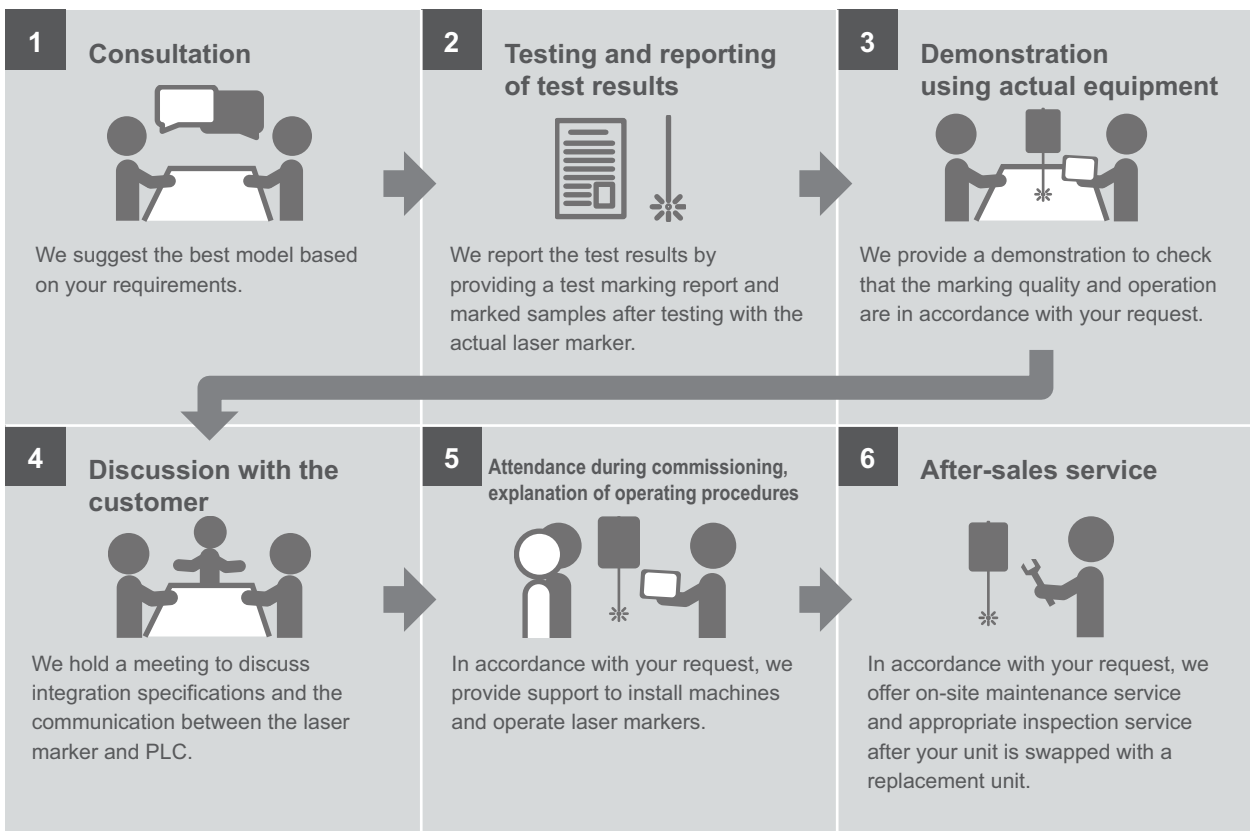 1
Consultation
We suggest the best model based
on your requirements.
2
Testing and reporting
of test results
We report the test results by
providing a test marking report and
marked samples after testing with the
actual laser marker.
3
Demonstration
using actual equipment
We provide a demonstration to check
that the marking quality and operation
are in accordance with your request.
4
Discussion with the
customer
We hold a meeting to discuss
integration specifications and the
communication between the laser
marker and PLC.
5
Attendance during commissioning,
explanation of operating procedures
In accordance with your request, we
provide support to install machines
and operate laser markers.
6
After-sales service
In accordance with your request, we
offer on-site maintenance service
and appropriate inspection service
after your unit is swapped with a
replacement unit.